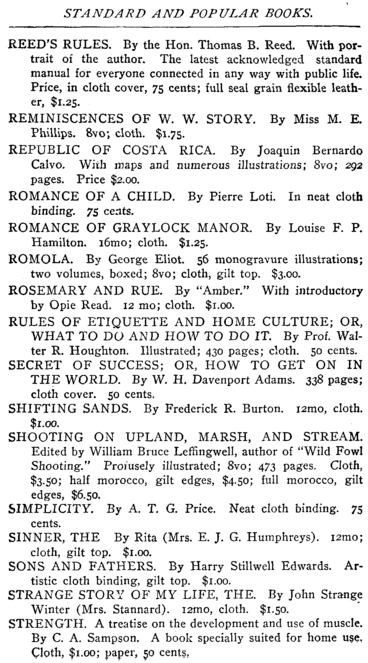 STANDARD AND POPULAR BOOKS.
REED'S RULES. By the Hon. Thomas B. Reed. With por-
trait of the author. The latest acknowledged standard
manual for everyone connected in any way with public life.
Price, in cloth cover, 75 cents; full seal grain flexible leath-
er, $1.25.
REMINISCENCES OF W. W. STORY. By Miss M. E.
Phillips. 8vo; cloth. $1.75.
REPUBLIC OF COSTA RICA. By Joaquin Bernardo
Calvo. With maps and numerous illustrations; 8vo; 292
pages. Price $2.00.
ROMANCE OF A CHILD. By Pierre Loti. In neat cloth
binding. 75 cents.
ROMANCE OF GRAYLOCK MANOR. By Louise F. P.
Hamilton. 16mo; cloth. $1.25.
ROMOLA. By George Eliot. 56 monogravure illustrations;
two volumes, boxed; 8vo; cloth, gilt top. $3.00.
ROSEMARY AND RUE. By "Amber." With introductory
by Opie Read. 12 mo; cloth. $1.00.
RULES OF ETIQUETTE AND HOME CULTURE; OR,
WHAT TO DO AND HOW TO DO IT. By Prof. Wal-
ter R. Houghton. Illustrated; 430 pages; cloth. 50 cents.
SECRET OF SUCCESS; OR, HOW TO GET ON IN
THE WORLD. By W. H. Davenport Adams. 338 pages;
cloth cover. 50 cents.
SHIFTING SANDS. By Frederick R. Burton. 12mo, cloth.
$1.00.
SHOOTING ON UPLAND, MARSH, AND STREAM.
Edited by William Bruce Leffingwell, author of "Wild Fowl
Shooting." Profusely illustrated; 8vo; 473 pages. Cloth,
$3.50; half morocco, gilt edges, $4.50; full morocco, gilt
edges, $6.50.
SIMPLICITY. By A. T. G. Price. Neat cloth binding. 75
cents.
SINNER, THE By Rita (Mrs. E. J. G. Humphreys). 12mo;
cloth, gilt top. $1.00.
SONS AND FATHERS. By Harry Stillwell Edwards. Ar-
tistic cloth binding, gilt top. $1.00.
STRANGE STORY OF MY LIFE, THE. By John Strange
Winter (Mrs. Stannard). 12mo, cloth. $1.50.
STRENGTH. A treatise on the development and use of muscle.
By C. A. Sampson. A book specially suited for home use.
Cloth, $1.00; paper, 50 cents.